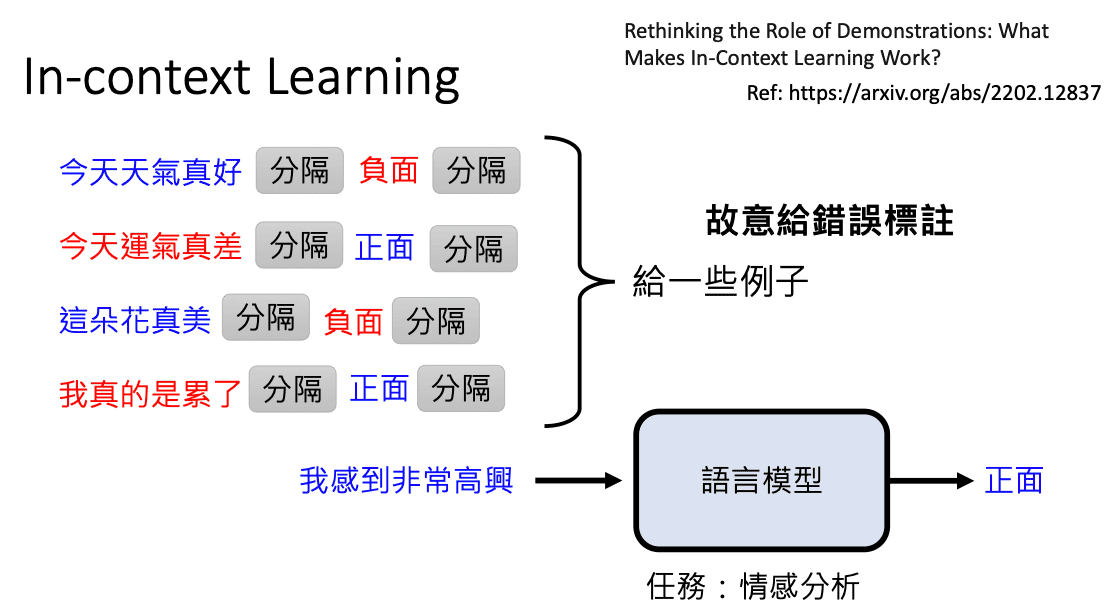 Rethinking the Role of Demonstrations: What
Makes In-Context Learning Work?
Ref: https://arxiv.org/abs/2202.12837
In-context Learning
今天天氣真好 分隔 負面 分隔
今天運氣真差 分隔 正面 分隔
這朵花真美 分隔 負面 分隔
我真的是累了 分隔 正面 分隔
故意給錯誤標註
給一些例子
我感到非常高興
語言模型
正面
任務：情感分析